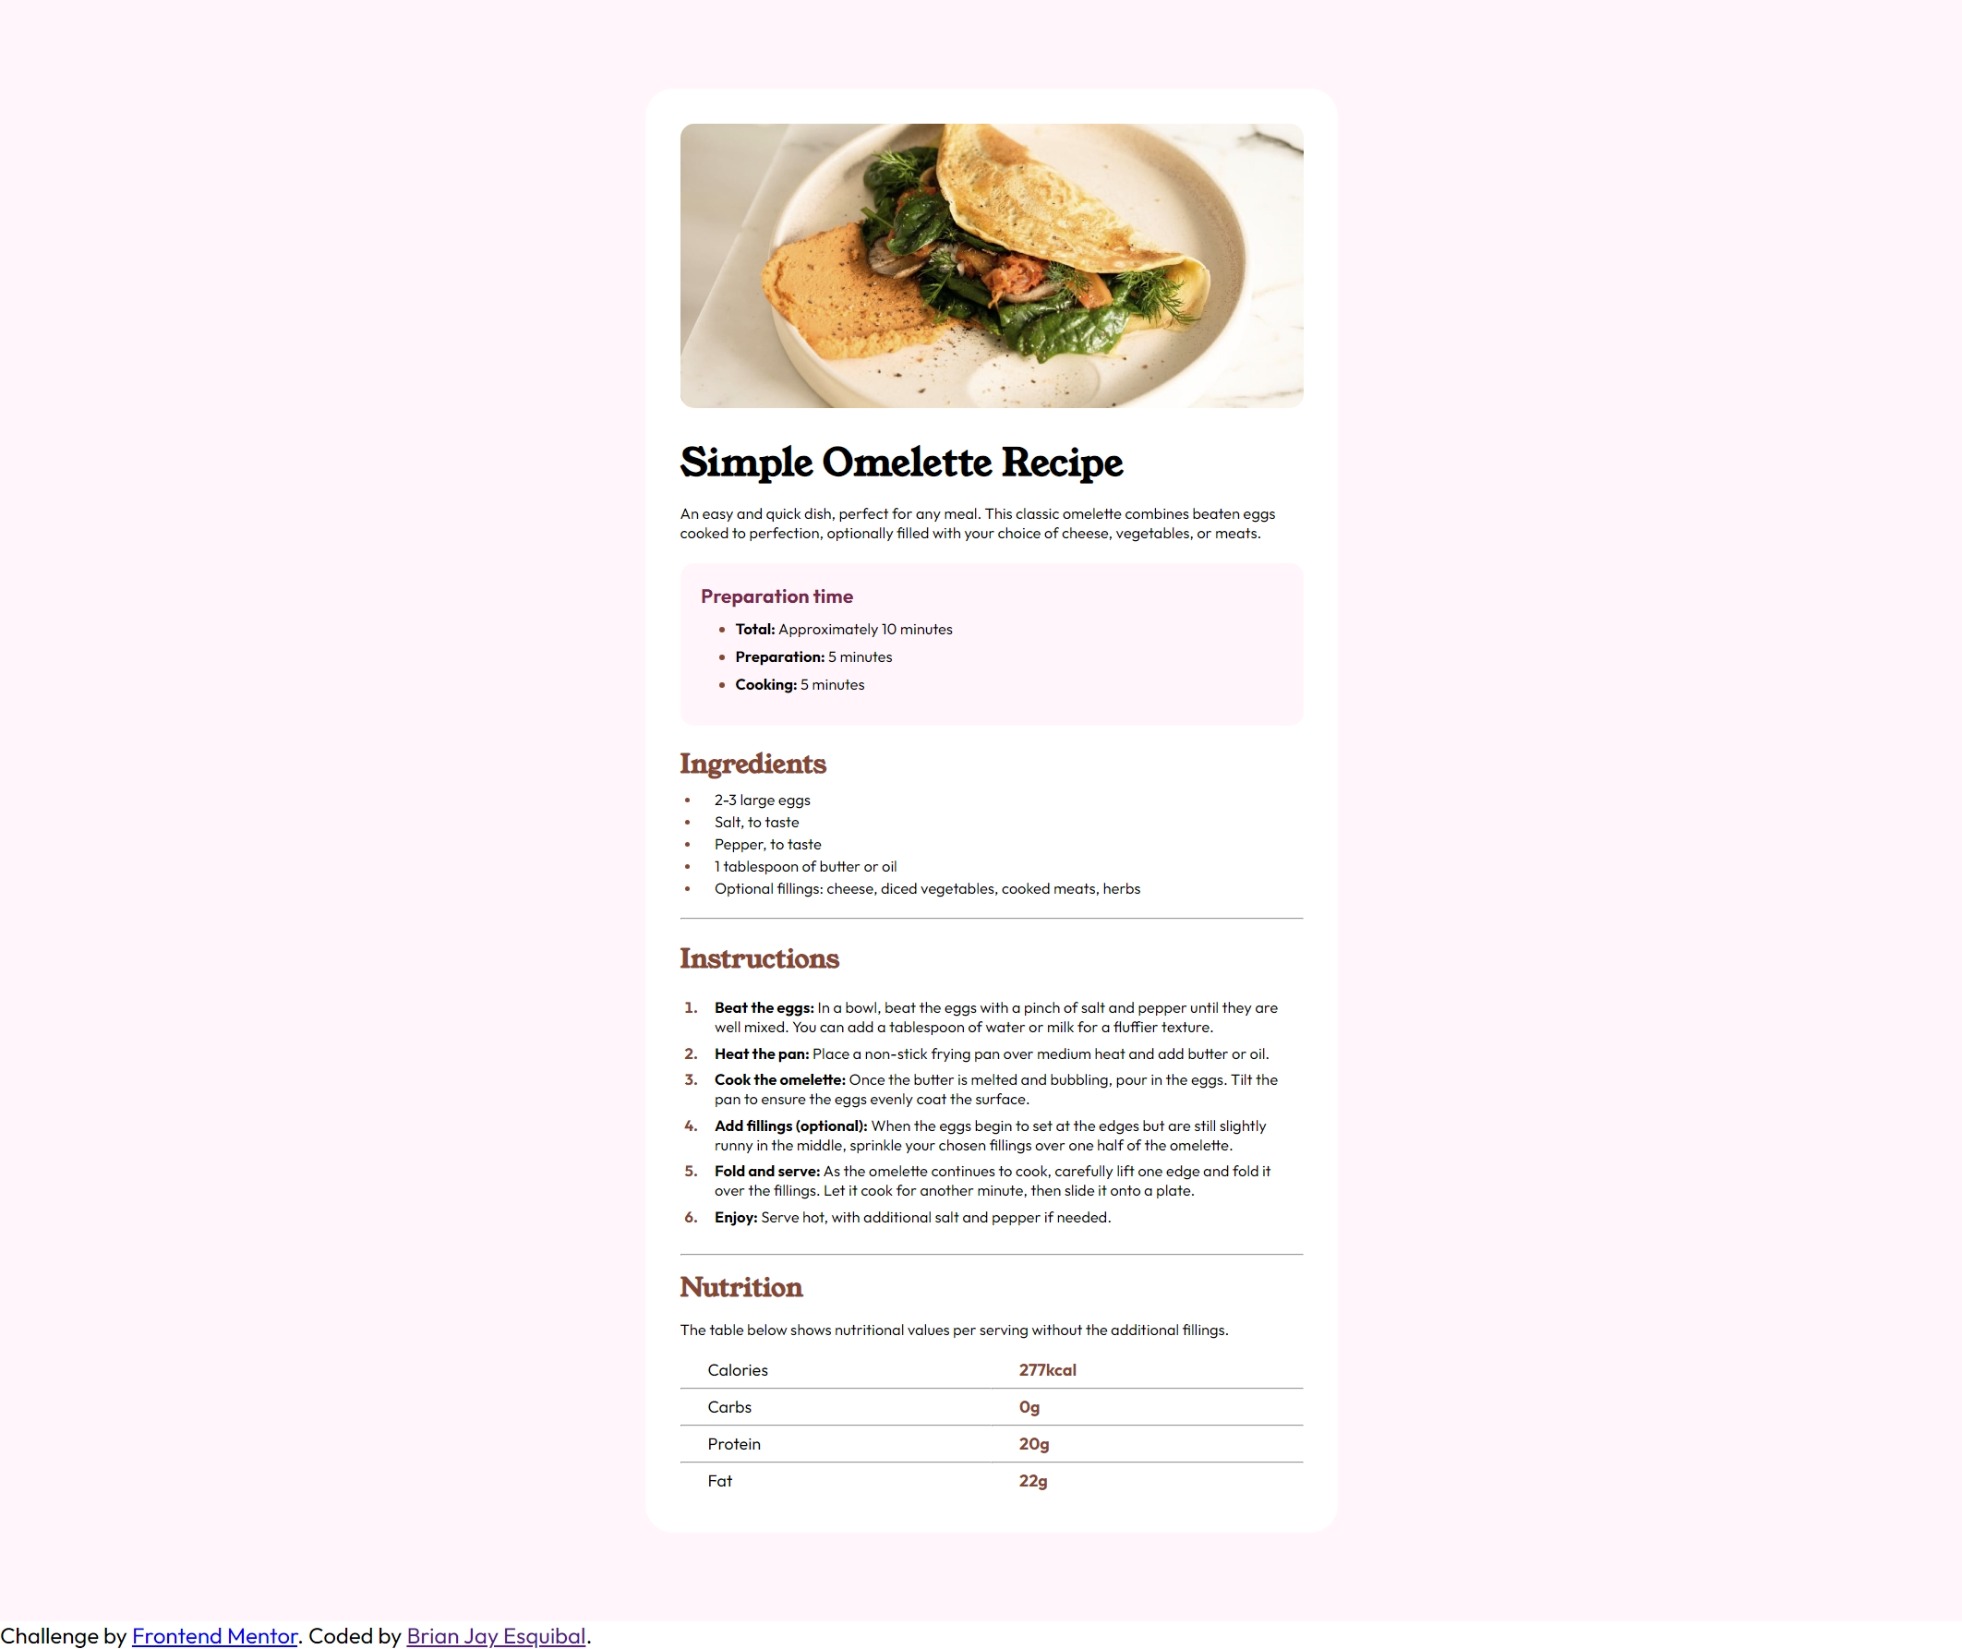 Simple Omelette Recipe
An easy and quick dish, perfect for any meal. This classic omelette combines beaten eggs
cooked to perfection, optionally filled with your choice of cheese, vegetables, or meats.
Preparation time
• Total: Approximately 10 minutes
• Preparation: 5 minutes
• Cooking: 5 minutes
Ingredients
• 2-3 large eggs
• Salt, to taste
• Pepper, to taste
• 1 tablespoon of butter or oil
• Optional fillings: cheese, diced vegetables, cooked meats, herbs
Instructions
1. Beat the eggs: In a bowl, beat the eggs with a pinch of salt and pepper until they are
well mixed. You can add a tablespoon of water or milk for a fluffier texture.
2. Heat the pan: Place a non-stick frying pan over medium heat and add butter or oil.
3. Cook the omelette: Once the butter is melted and bubbling, pour in the eggs. Tilt the
pan to ensure the eggs evenly coat the surface.
4. Add fillings (optional): When the eggs begin to set at the edges but are still slightly
runny in the middle, sprinkle your chosen fillings over one half of the omelette.
5. Fold and serve: As the omelette continues to cook, carefully lift one edge and fold it
over the fillings. Let it cook for another minute, then slide it onto a plate.
6. Enjoy: Serve hot, with additional salt and pepper if needed.
Nutrition
The table below shows nutritional values per serving without the additional fillings.
Calories 277kcal
Carbs 0g
Protein 20g
Fat 22g
Challenge by Frontend Mentor. Coded by Brian Jay Esquibal.